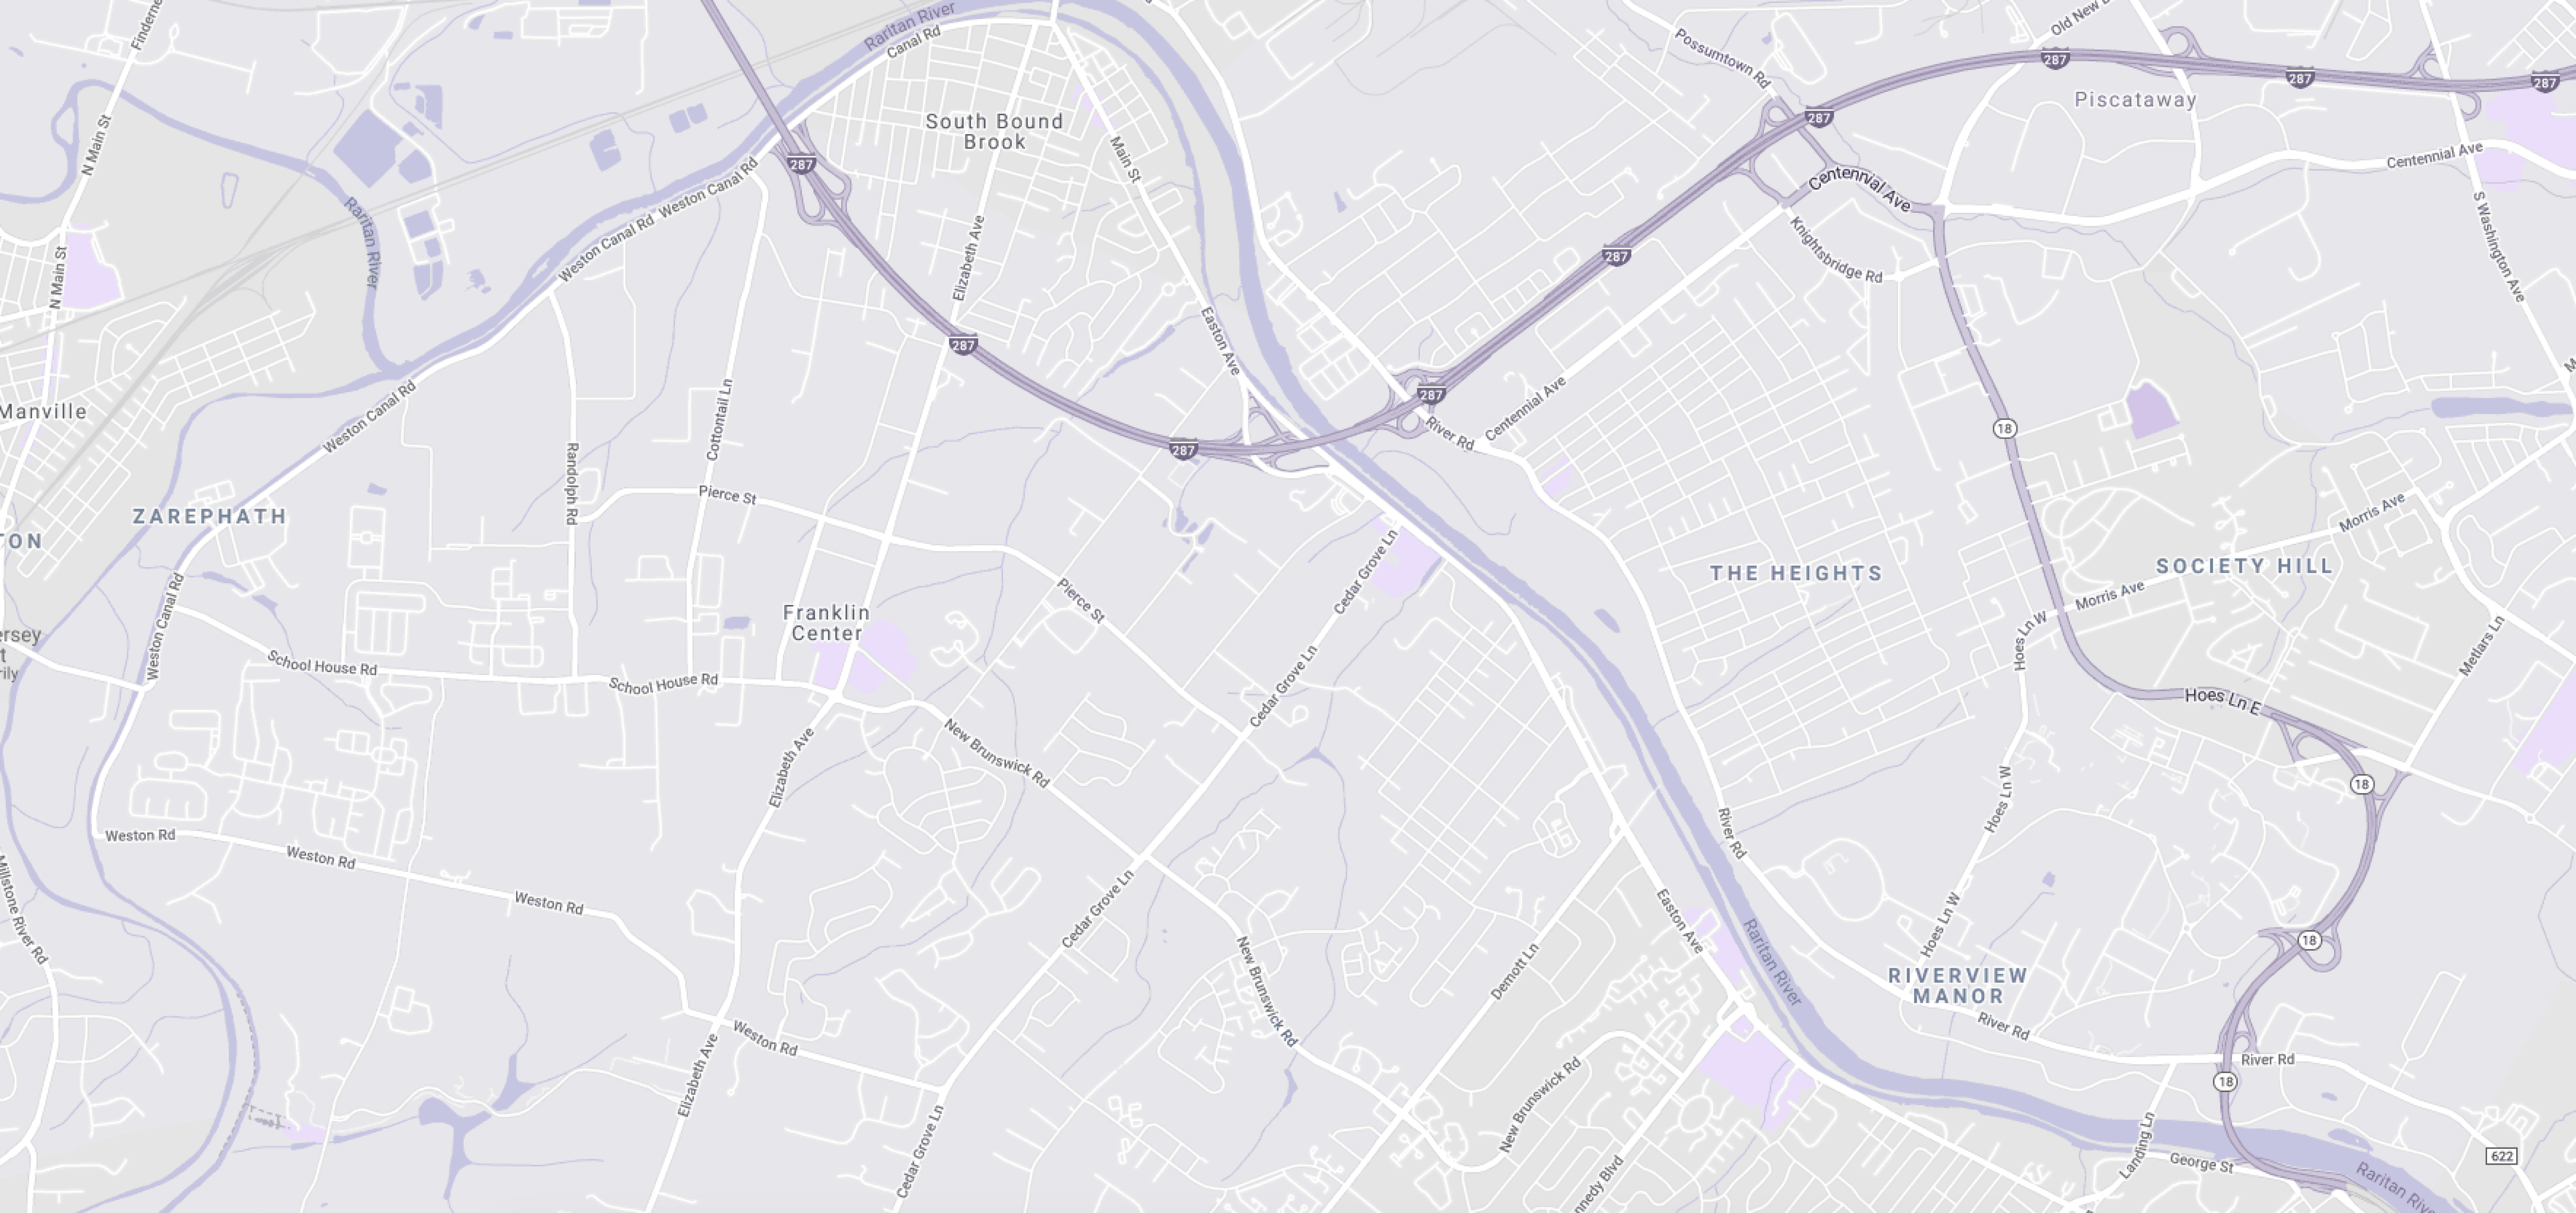 Raritan River
Canal Rd
Possumtown Rd
287
287
287
N Main St
South Bound
Brook
287
Piscataway
287
Main St
Centennial Ave
Weston Canal Rd
Centennial Ave
Raritan River
Weston Canal Rd
Elizabeth Ave
Knightsbridge Rd
S Washington Ave
N Main St
287
Easton Ave
287
287
Manville
Weston Canal Rd
Cottontail Ln
Centennial Ave
River Rd
18
287
Randolph Rd
Pierce St
Morris Ave
ZAREPHATH
Cedar Grove Ln
THE HEIGHTS
SOCIETY HILL
Pierce St
Morris Ave
Franklin
Center
Weston Canal Rd
Hoes Ln W
Metlars Ln
School House Rd
School House Rd
Cedar Grove Ln
Hoes Ln E
New Brunswick Rd
Elizabeth Ave
Hoes Ln W
18
River Rd
Weston Rd
Weston Rd
Weston Rd
Cedar Grove Ln
Easton Ave
Hoes Ln W
Millstone River Rd
18
New Brunswick Rd
Demott Ln
Raritan River
RIVERVIEW
MANOR
River Rd
Weston Rd
Elizabeth Ave
River Rd
18
New Brunswick Rd
Cedar Grove Ln
Landing Ln
George St
622
Raritan River